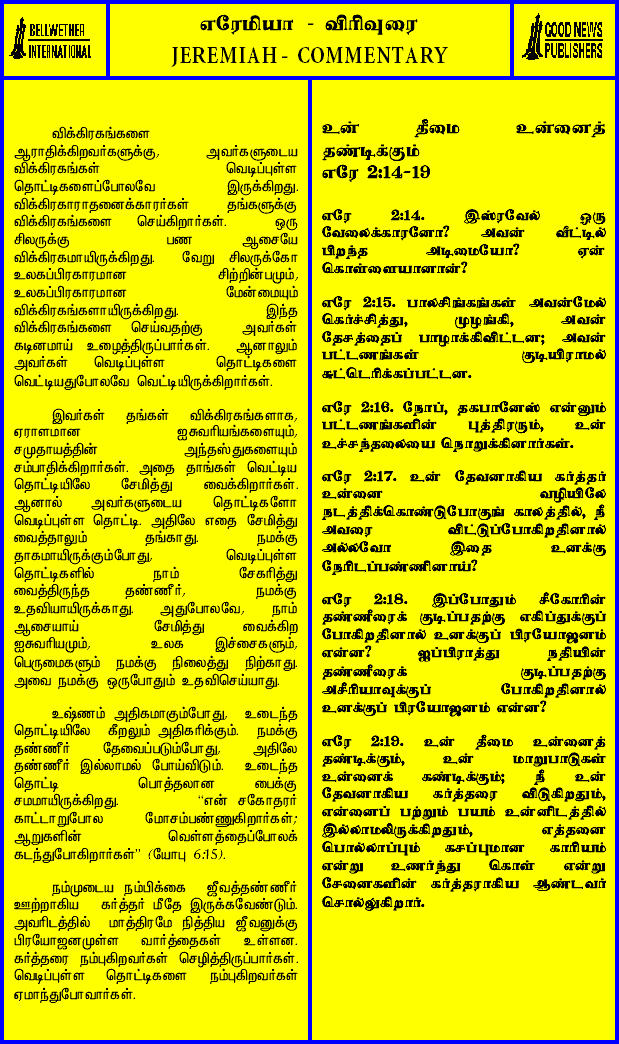 BELLWETHER
INTERNATIONAL
எரேமியா - விரிவுரை
JEREMIAH - COMMENTARY
GOOD NEWS
PUBLISHERS
விக்கிரகங்களை
ஆராதிக்கிறவர்களுக்கு, அவர்களுடைய
விக்கிரகங்கள் வெடிப்புள்ள
தொட்டிகளைப்போலவே இருக்கிறது.
விக்கிரகாராதனைக்காரர்கள் தங்களுக்கு
விக்கிரகங்களை செய்கிறார்கள். ஒரு
சிலருக்கு பண ஆசையே
விக்கிரகமாயிருக்கிறது. வேறு சிலருக்கோ
உலகப்பிரகாரமான சிற்றின்பமும்,
உலகப்பிரகாரமான மேன்மையும்
விக்கிரகங்களாயிருக்கிறது. இந்த
விக்கிரகங்களை செய்வதற்கு அவர்கள்
கடினமாய் உழைத்திருப்பார்கள். ஆனாலும்
அவர்கள் வெடிப்புள்ள தொட்டிகளை
வெட்டியதுபோலவே வெட்டியிருக்கிறார்கள்.
இவர்கள் தங்கள் விக்கிரகங்களாக,
ஏராளமான ஐசுவரியங்களையும்,
சமுதாயத்தின் அந்தஸ்துகளையும்
சம்பாதிக்கிறார்கள். அதை தாங்கள் வெட்டிய
தொட்டியிலே சேமித்து வைக்கிறார்கள்.
ஆனால் அவர்களுடைய தொட்டிகளோ
வெடிப்புள்ள தொட்டி. அதிலே எதை சேமித்து
வைத்தாலும் தங்காது. நமக்கு
தாகமாயிருக்கும்போது, வெடிப்புள்ள
தொட்டிகளில் நாம் சேகரித்து
வைத்திருந்த தண்ணீர், நமக்கு
உதவியாயிருக்காது. அதுபோலவே, நாம்
ஆசையாய் சேமித்து வைக்கிற
ஐசுவரியமும், உலக இச்சைகளும்,
பெருமைகளும் நமக்கு நிலைத்து நிற்காது.
அவை நமக்கு ஒருபோதும் உதவிசெய்யாது.
உஷ்ணம் அதிகமாகும்போது, உடைந்த
தொட்டியிலே கீறலும் அதிகரிக்கும். நமக்கு
தண்ணீர் தேவைப்படும்போது, அதிலே
தண்ணீர் இல்லாமல் போய்விடும். உடைந்த
தொட்டி பொத்தலான பைக்கு
சமமாயிருக்கிறது. "என் சகோதரர்
காட்டாறுபோல மோசம்பண்ணுகிறார்கள்;
ஆறுகளின் வெள்ளத்தைப்போலக்
கடந்துபோகிறார்கள்" (யோபு 6:15).
நம்முடைய நம்பிக்கை ஜீவத்தண்ணீர்
ஊற்றாகிய கர்த்தர் மீதே இருக்கவேண்டும்.
அவரிடத்தில் மாத்திரமே நித்திய ஜீவனுக்கு
பிரயோஜனமுள்ள வார்த்தைகள் உள்ளன.
கர்த்தரை நம்புகிறவர்கள் செழித்திருப்பார்கள்.
வெடிப்புள்ள தொட்டிகளை நம்புகிறவர்கள்
ஏமாந்துபோவார்கள்.
உன் தீமை உன்னைத்
தண்டிக்கும்
எரே 2:14-19
எரே 2:14. இஸ்ரவேல் ஒரு
வேலைக்காரனோ? அவன் வீட்டில்
பிறந்த அடிமையோ? ஏன்
கொள்ளையானான்?
எரே 2:15. பாலசிங்கங்கள் அவன்மேல்
கெர்ச்சித்து, முழங்கி, அவன்
தேசத்தைப் பாழாக்கிவிட்டன; அவன்
பட்டணங்கள் குடியிராமல்
சுட்டெரிக்கப்பட்டன.
எரே 2:16. நோப், தகபானேஸ் என்னும்
பட்டணங்களின் புத்திரரும், உன்
உச்சந்தலையை நொறுக்கினார்கள்.
எரே 2:17. உன் தேவனாகிய கர்த்தர்
உன்னை வழியிலே
நடத்திக்கொண்டுபோகுங் காலத்தில், நீ
அவரை விட்டுப்போகிறதினால்
அல்லவோ இதை உனக்கு
நேரிடப்பண்ணினாய்?
எரே 2:18. இப்போதும் சீகோரின்
தண்ணீரைக் குடிப்பதற்கு எகிப்துக்குப்
போகிறதினால் உனக்குப் பிரயோஜனம்
என்ன? ஐப்பிராத்து நதியின்
தண்ணீரைக் குடிப்பதற்கு
அசீரியாவுக்குப் போகிறதினால்
உனக்குப் பிரயோஜனம் என்ன?
எரே 2:19. உன் தீமை உன்னைத்
தண்டிக்கும், உன் மாறுபாடுகள்
உன்னைக் கண்டிக்கும்; நீ உன்
தேவனாகிய கர்த்தரை விடுகிறதும்,
என்னைப் பற்றும் பயம் உன்னிடத்தில்
இல்லாமலிருக்கிறதும், எத்தனை
பொல்லாப்பும் கசப்புமான காரியம்
என்று உணர்ந்து கொள் என்று
சேனைகளின் கர்த்தராகிய ஆண்டவர்
சொல்லுகிறார்.